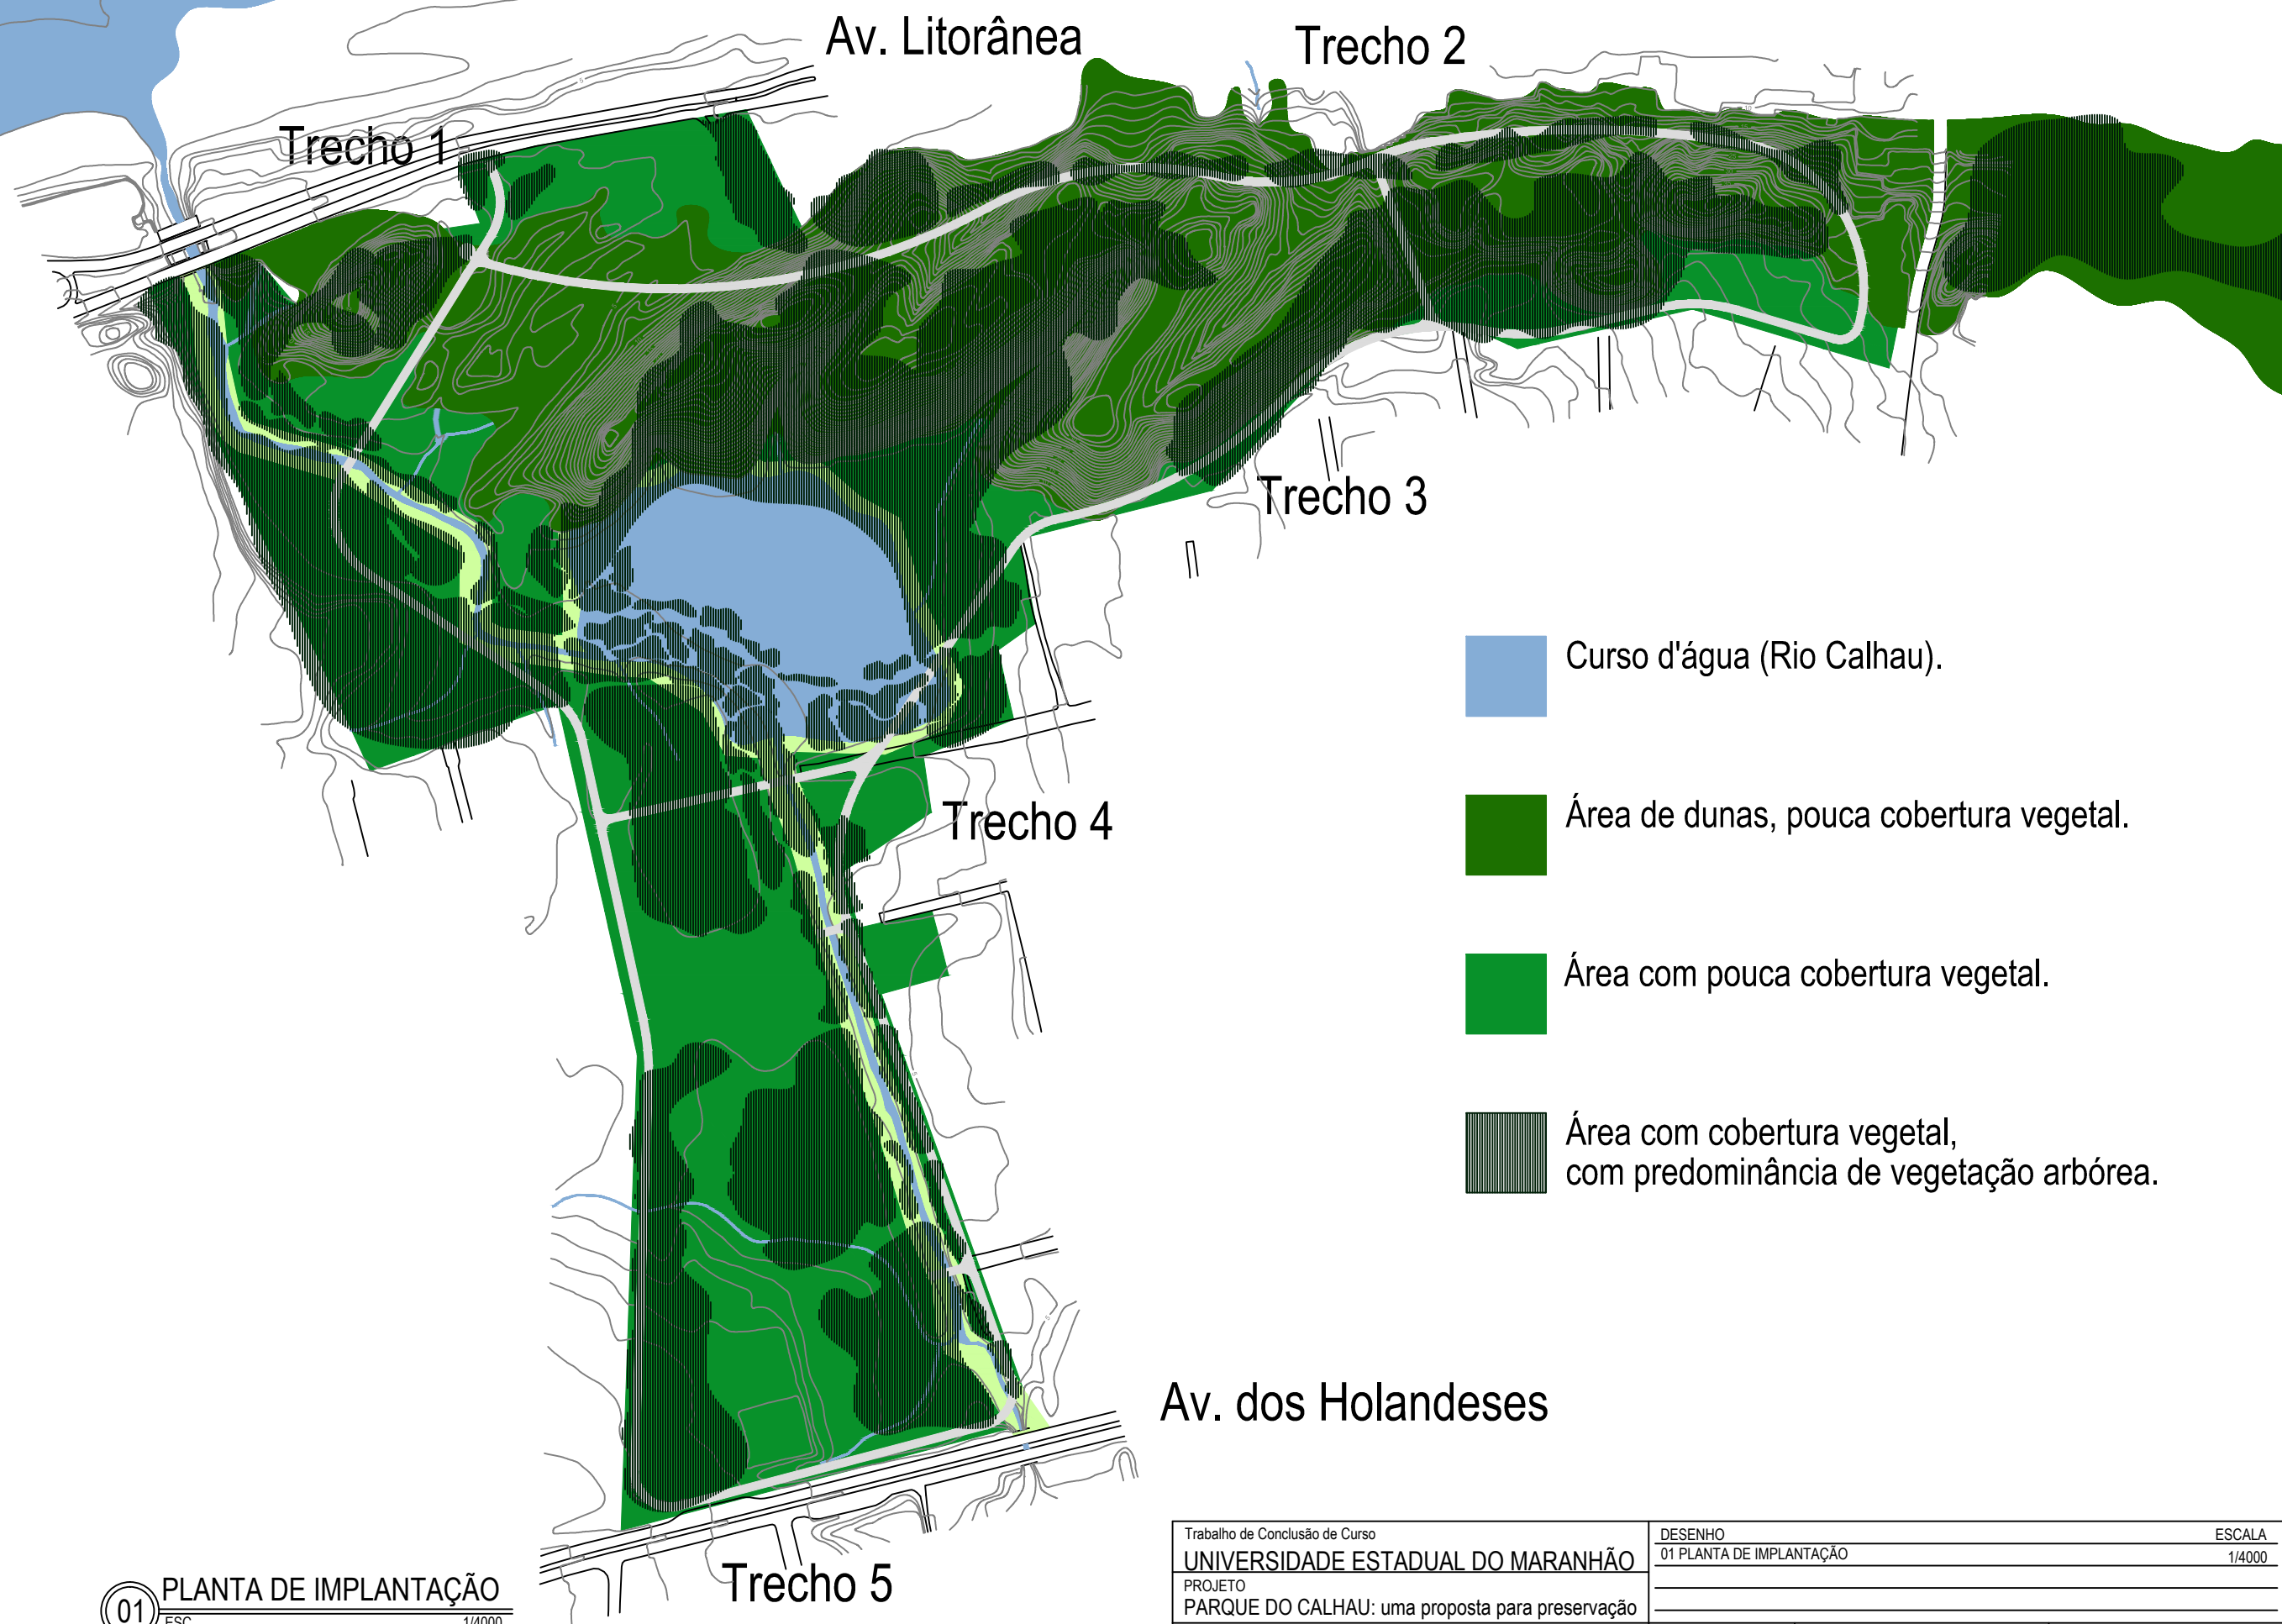 Av. Litorânea
Trecho 2
Trecho 1
Trecho 3
Curso d'água (Rio Calhau).
Área de dunas, pouca cobertura vegetal.
Trecho 4
Área com pouca cobertura vegetal.
Área com cobertura vegetal,
com predominância de vegetação arbórea.
Av. dos Holandeses
Trecho 5
01
PLANTA DE IMPLANTAÇÃO
ESC
1/4000
Trabalho de Conclusão de Curso
UNIVERSIDADE ESTADUAL DO MARANHÃO
PROJETO
PARQUE DO CALHAU: uma proposta para preservação
DESENHO
ESCALA
01 PLANTA DE IMPLANTAÇÃO
1/4000